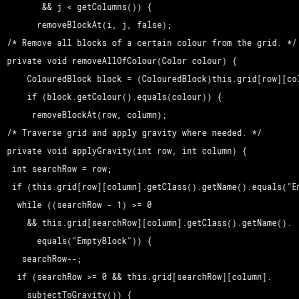 && j < getColumns()) {
removeBlockAt(i, j, false);
/* Remove all blocks of a certain colour from the grid. */
private void removeAllOfColour(Color colour) {
ColouredBlock block = (ColouredBlock)this.grid[row][col
if (block.getColour().equals(colour)) {
removeBlockAt(row, column);
/* Traverse grid and apply gravity where needed. */
private void applyGravity(int row, int column) {
int searchRow = row;
if (this.grid[row][column].getClass().getName().equals("Em
while ((searchRow - 1) >= 0
&& this.grid[searchRow][column].getClass().getName().
equals("EmptyBlock")) {
searchRow--;
if (searchRow >= 0 && this.grid[searchRow][column].
subjectToGravity()) {